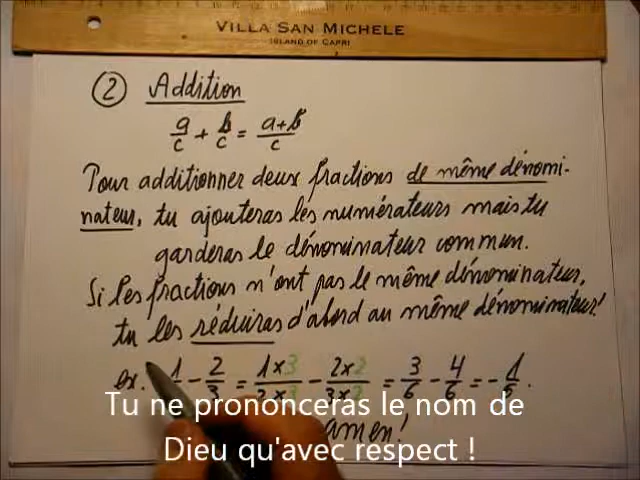 VILLA SAN MICHELE
ISLAND OF CAPRI
② Addition
a/c + b/c = a+b/c
Pour additionner deux fractions de même dénomi-
nateur, tu ajouteras les numérateurs mais tu
garderas le dénominateur commun.
Si les fractions n'ont pas le même dénominateur,
tu les réduiras d'abord au même dénominateur!
ex. 1 - 2/3 = 1×3 - 2×2/3×2 = 3/6 - 4/6 = -1/6.
amen!
Tu ne prononceras le nom de
Dieu qu'avec respect !